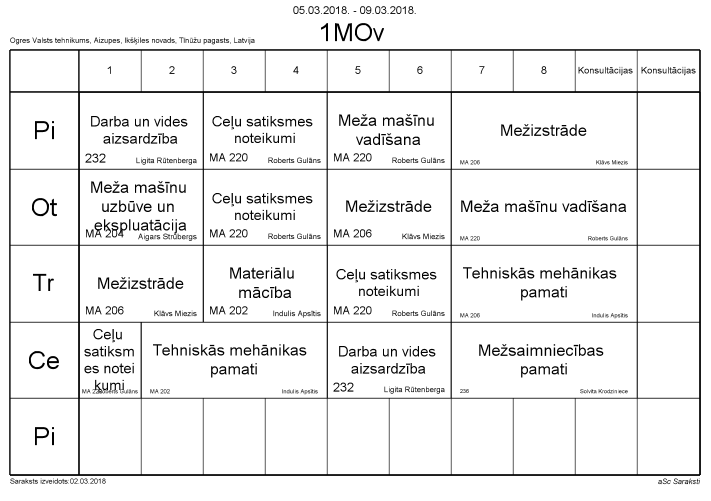 05.03.2018. - 09.03.2018.
1MOv
Ogres Valsts tehnikums, Aizupes, Ikšķiles novads, Tīnūžu pagasts, Latvija
1 2 3 4 5 6 7 8 Konsultācijas Konsultācijas
Pi
Darba un vides
aizsardzība
232 Ligita Rūtenberga
Ceļu satiksmes
noteikumi
MA 220 Roberts Gulāns
Meža mašīnu
vadīšana
MA 220 Roberts Gulāns
Mežizstrāde
MA 206 Klāvs Miezis
Ot
Meža mašīnu
uzbūve un
ekspluatācija
MA 204 Aigars Strübergs
Ceļu satiksmes
noteikumi
MA 220 Roberts Gulāns
Mežizstrāde
MA 206 Klāvs Miezis
Meža mašīnu vadīšana
MA 220 Roberts Gulāns
Tr
Mežizstrāde
MA 206 Klāvs Miezis
Materiālu
mācība
MA 202 Indulis Apsītis
Ceļu satiksmes
noteikumi
MA 220 Roberts Gulāns
Tehniskās mehānikas
pamati
MA 206 Indulis Apsītis
Ce
Ceļu
satiksm
es notei
kumi
MA 220 Roberts Gulāns
Tehniskās mehānikas
pamati
MA 202 Indulis Apsītis
Darba un vides
aizsardzība
232 Ligita Rūtenberga
Mežsaimniecības
pamati
236 Solvita Krodziniece
Pi
Saraksts izveidots:02.03.2018
aSc Saraksti